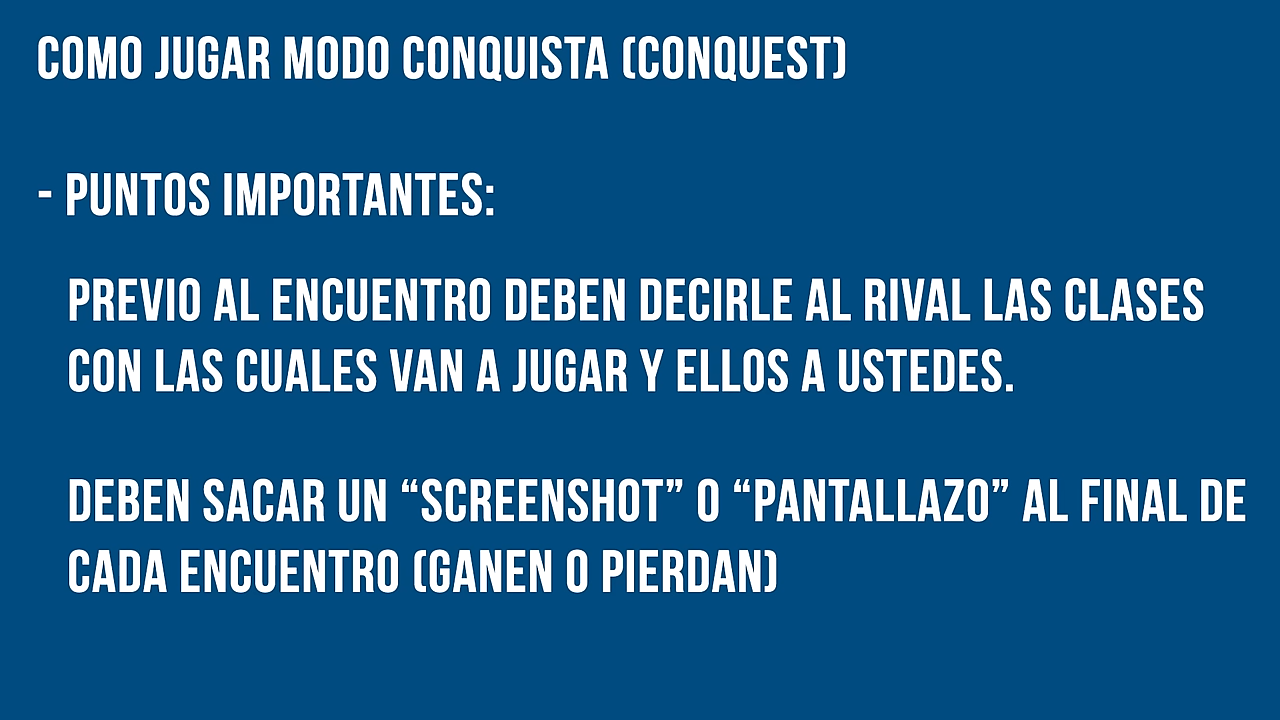 COMO JUGAR MODO CONQUISTA (CONQUEST)
- PUNTOS IMPORTANTES:
PREVIO AL ENCUENTRO DEBEN DECIRLE AL RIVAL LAS CLASES
CON LAS CUALES VAN A JUGAR Y ELLOS A USTEDES.
DEBEN SACAR UN “SCREENSHOT” O “PANTALLAZO” AL FINAL DE
CADA ENCUENTRO (GANEN O PIERDAN)